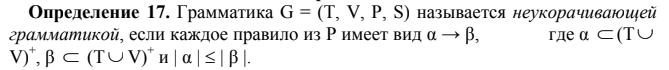 Определение 17. Грамматика G = (T, V, P, S) называется неукорачивающей
грамматикой, если каждое правило из P имеет вид α → β, где α ⊂ (T ∪
V)⁺, β ⊂ (T ∪ V)⁺ и | α | ≤ | β |.